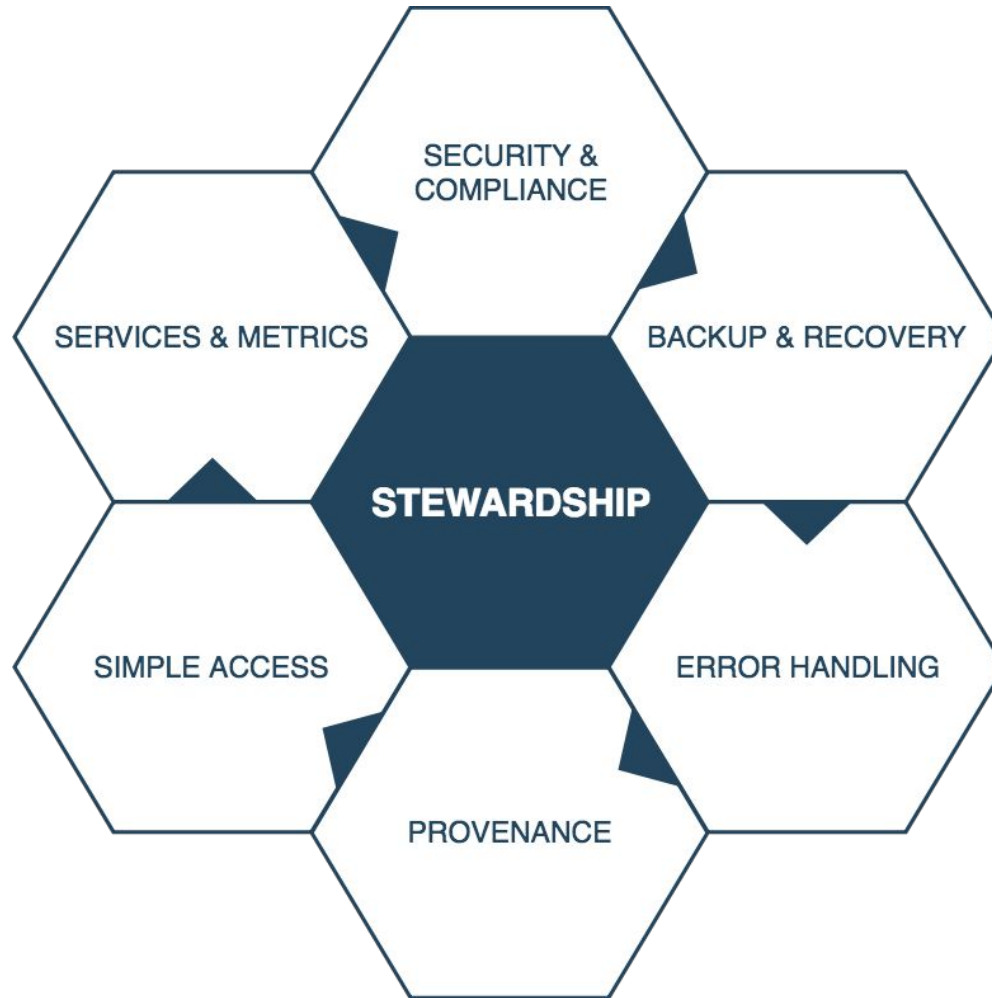 SECURITY &
COMPLIANCE
SERVICES & METRICS
BACKUP & RECOVERY
STEWARDSHIP
SIMPLE ACCESS
ERROR HANDLING
PROVENANCE